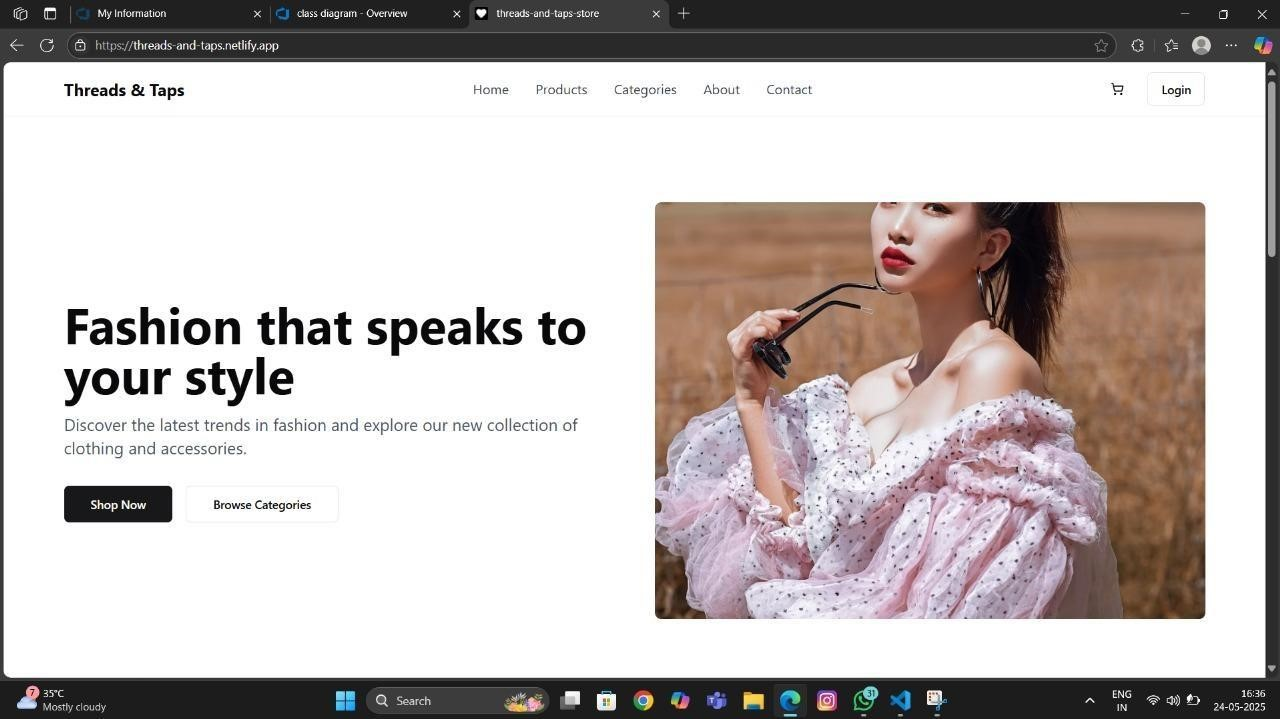 My Information
class diagram - Overview
threads-and-taps-store
https://threads-and-taps.netlify.app
Threads & Taps
Home
Products
Categories
About
Contact
Login
Fashion that speaks to
your style
Discover the latest trends in fashion and explore our new collection of
clothing and accessories.
Shop Now
Browse Categories
7
35°C
Mostly cloudy
Search
31
ENG
IN
16:36
24-05-2025